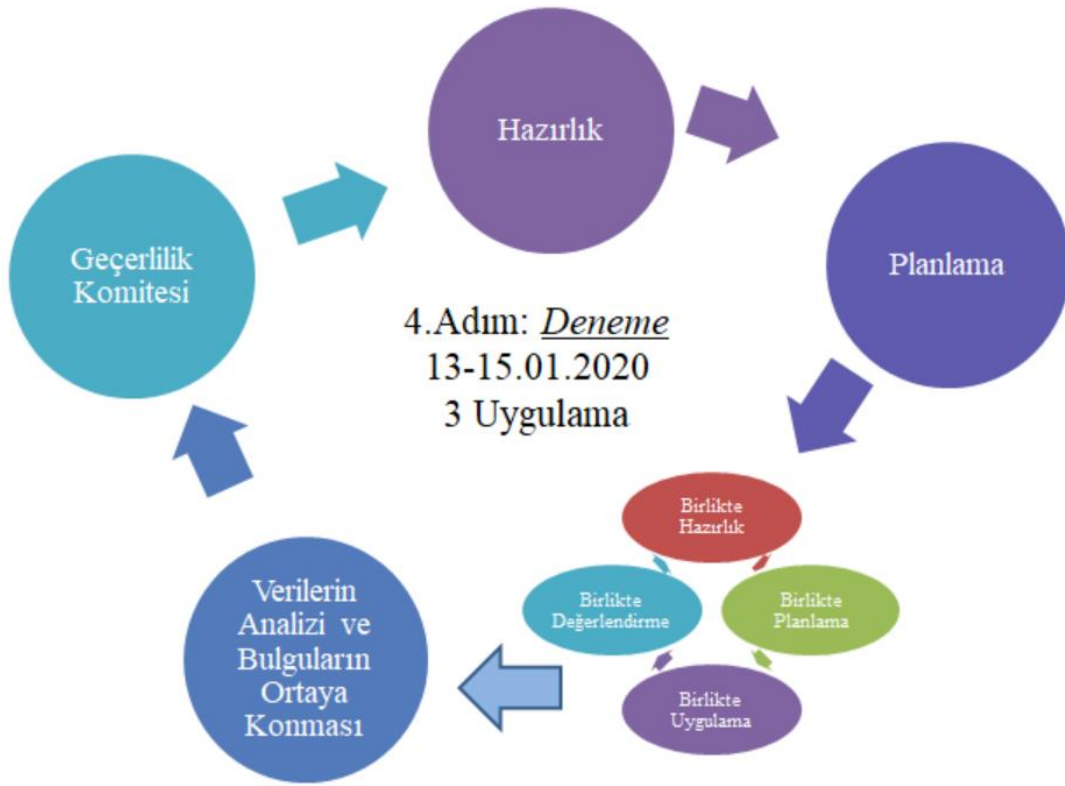 Hazırlık
Planlama
Geçerlilik
Komitesi
4.Adım: Deneme
13-15.01.2020
3 Uygulama
Birlikte
Hazırlık
Birlikte
Planlama
Birlikte
Uygulama
Birlikte
Değerlendirme
Verilerin
Analizi ve
Bulguların
Ortaya
Konması